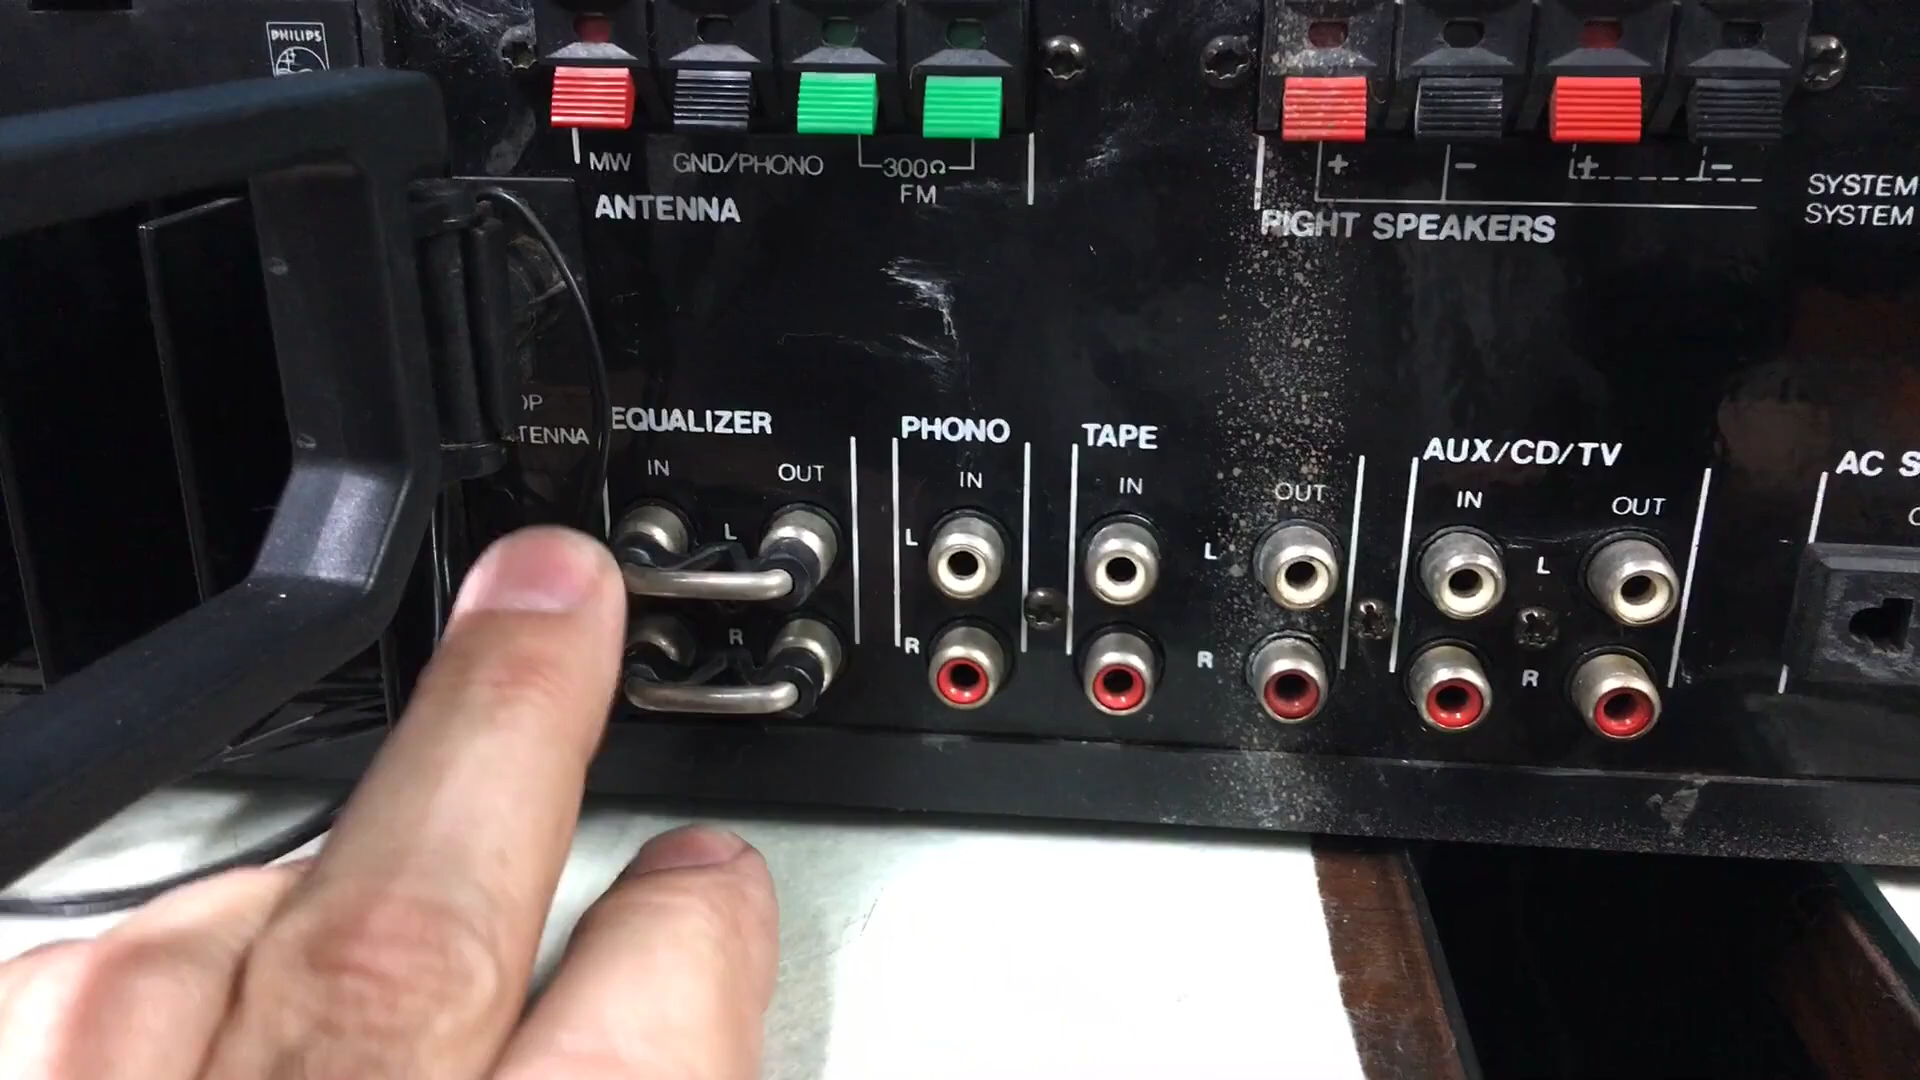 PHILIPS
MW GND/PHONO 300Ω
FM
ANTENNA
+ - + -
RIGHT SPEAKERS
SYSTEM
SYSTEM
TENNA
EQUALIZER
IN OUT
L
R
PHONO
IN
L
R
TAPE
IN OUT
L
R
AUX/CD/TV
IN OUT
L
R
AC S